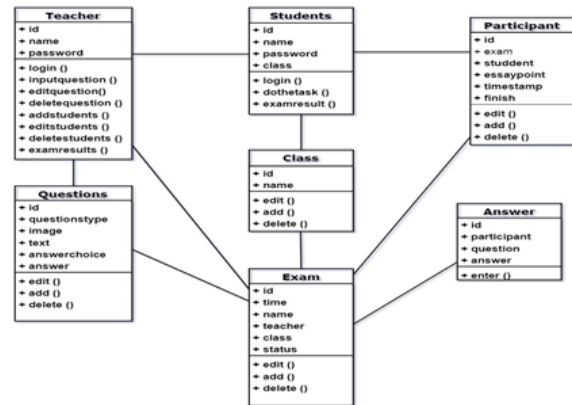 Teacher
+ id
+ name
+ password
+ login ()
+ inputquestion ()
+ editquestion()
+ deletequestion ()
+ addstudents ()
+ editstudents ()
+ deletestudents ()
+ examresults ()
Students
+ id
+ name
+ password
+ class
+ login ()
+ dothetask ()
+ examresult ()
Participant
+ id
+ exam
+ studdent
+ essaypoint
+ timestamp
+ finish
+ edit ()
+ add ()
+ delete ()
Class
+ id
+ name
+ edit ()
+ add ()
+ delete ()
Questions
+ id
+ questionstype
+ image
+ text
+ answerchoice
+ answer
+ edit ()
+ add ()
+ delete ()
Answer
+ id
+ participant
+ question
+ answer
+ enter ()
Exam
+ id
+ time
+ name
+ teacher
+ class
+ status
+ edit ()
+ add ()
+ delete ()